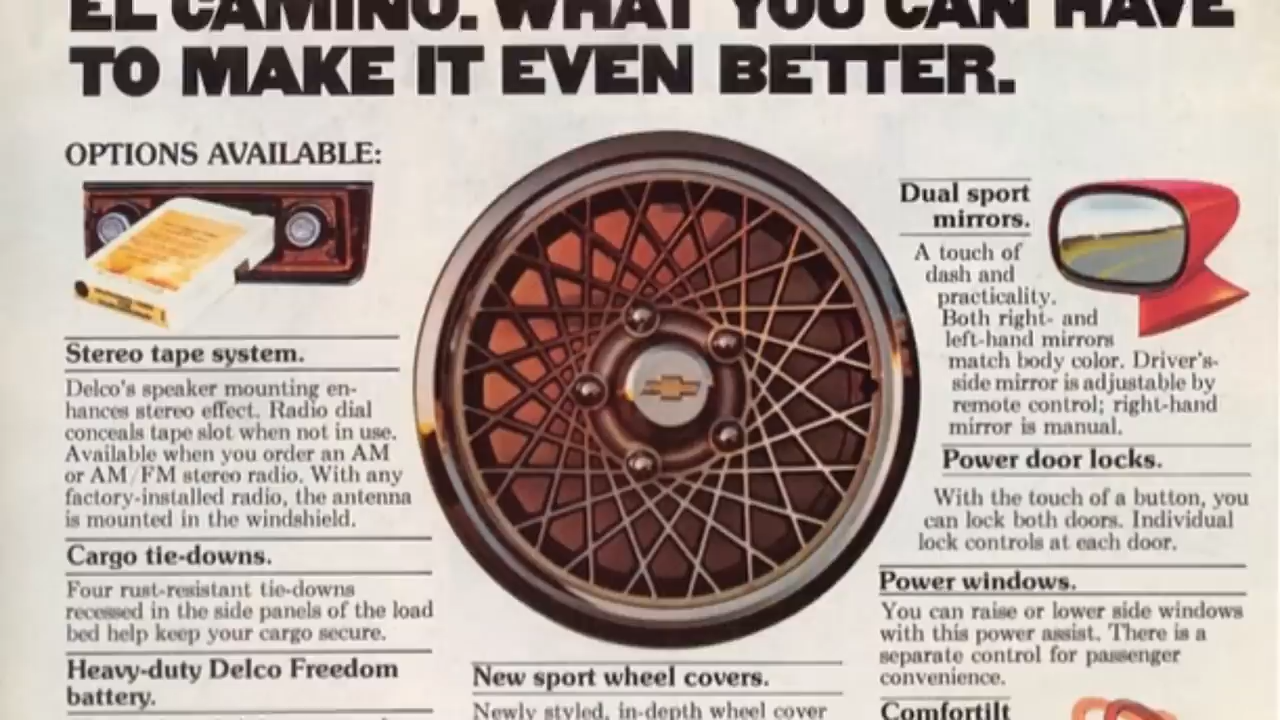 EL CAMINO. WHAT YOU CAN HAVE
TO MAKE IT EVEN BETTER.
OPTIONS AVAILABLE:
Stereo tape system.
Delco's speaker mounting en-
hances stereo effect. Radio dial
conceals tape slot when not in use.
Available when you order an AM
or AM/FM stereo radio. With any
factory-installed radio, the antenna
is mounted in the windshield.
Cargo tie-downs.
Four rust-resistant tie-downs
recessed in the side panels of the load
bed help keep your cargo secure.
Heavy-duty Delco Freedom
battery.
New sport wheel covers.
Newly styled, in-depth wheel cover
Dual sport
mirrors.
A touch of
dash and
practicality.
Both right- and
left-hand mirrors
match body color. Driver's-
side mirror is adjustable by
remote control; right-hand
mirror is manual.
Power door locks.
With the touch of a button, you
can lock both doors. Individual
lock controls at each door.
Power windows.
You can raise or lower side windows
with this power assist. There is a
separate control for passenger
convenience.
Comfortilt